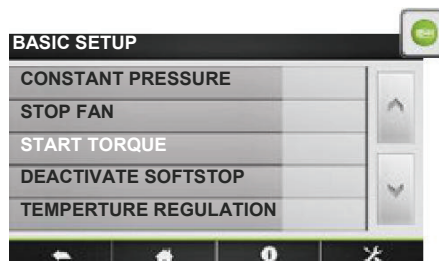 BASIC SETUP
CONSTANT PRESSURE
STOP FAN
START TORQUE
DEACTIVATE SOFTSTOP
TEMPERTURE REGULATION